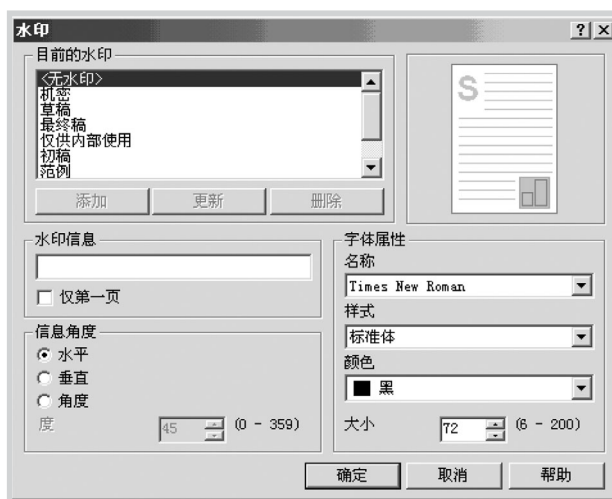 水印
目前的水印
<无水印>
机密
草稿
最终稿
仅供内部使用
初稿
范例
添加 更新 删除
S
水印信息
仅第一页
信息角度
水平
垂直
角度
度 45 (0 - 359)
字体属性
名称
Times New Roman
样式
标准体
颜色
黑
大小 72 (6 - 200)
确定 取消 帮助